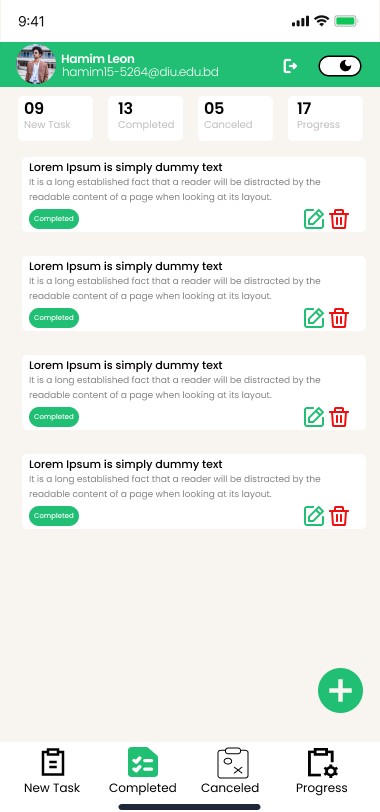 9:41
Hamim Leon
hamim15-5264@diu.edu.bd
09 13 05 17
New Task Completed Canceled Progress
Lorem Ipsum is simply dummy text
It is a long established fact that a reader will be distracted by the
readable content of a page when looking at its layout.
Completed
Lorem Ipsum is simply dummy text
It is a long established fact that a reader will be distracted by the
readable content of a page when looking at its layout.
Completed
Lorem Ipsum is simply dummy text
It is a long established fact that a reader will be distracted by the
readable content of a page when looking at its layout.
Completed
Lorem Ipsum is simply dummy text
It is a long established fact that a reader will be distracted by the
readable content of a page when looking at its layout.
Completed
New Task Completed Canceled Progress